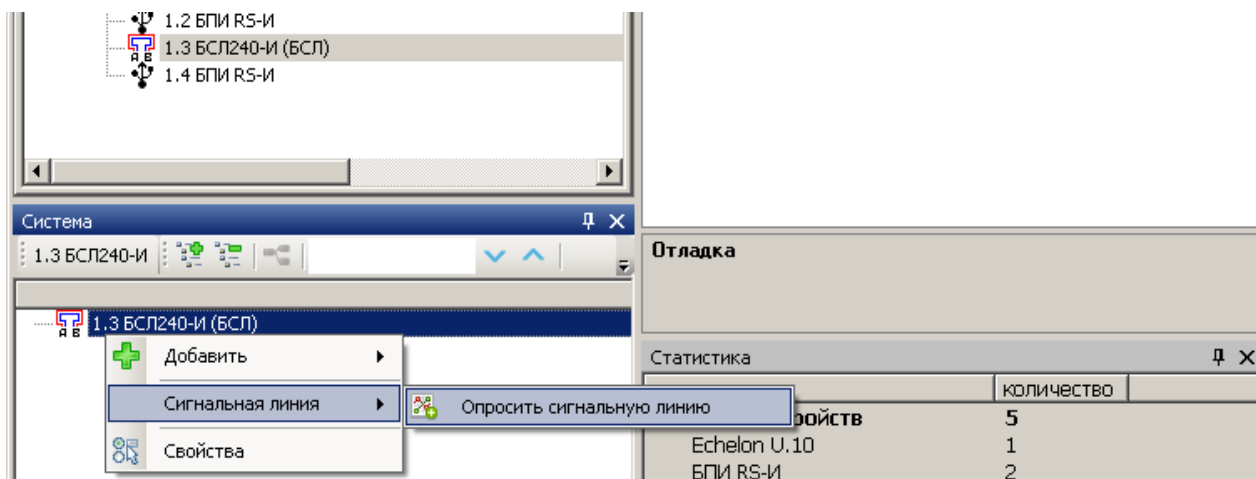 1.2 БПИ RS-И
1.3 БСЛ240-И (БСЛ)
1.4 БПИ RS-И
Система
1.3 БСЛ240-И
1.3 БСЛ240-И (БСЛ)
Добавить
Сигнальная линия
Опросить сигнальную линию
Свойства
Отладка
Статистика
количество
ройств 5
Echelon U.10 1
БПИ RS-И 2